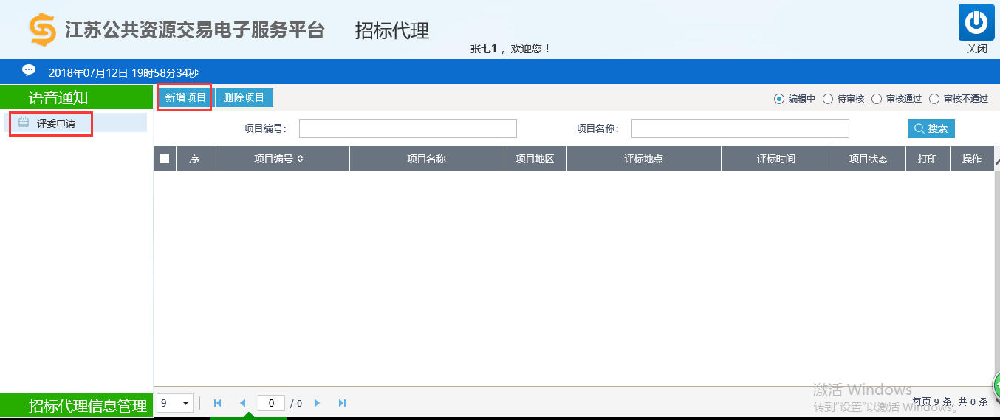 江苏公共资源交易电子服务平台 招标代理
张七1 ，欢迎您！
关闭
2018年07月12日 19时58分34秒
语音通知
评委申请
新增项目 删除项目
编辑中 待审核 审核通过 审核不通过
项目编号： 项目名称： 搜索
序 项目编号 项目名称 项目地区 评标地点 评标时间 项目状态 打印 操作
激活 Windows
转到"设置"以激活 Windows。
招标代理信息管理
9 0 / 0 每页 9 条, 共 0 条